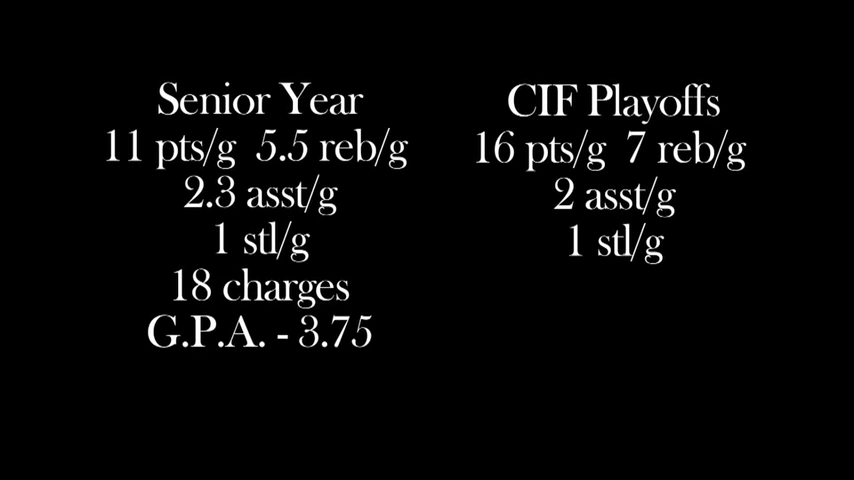 Senior Year
11 pts/g 5.5 reb/g
2.3 asst/g
1 stl/g
18 charges
G.P.A. - 3.75
CIF Playoffs
16 pts/g 7 reb/g
2 asst/g
1 stl/g